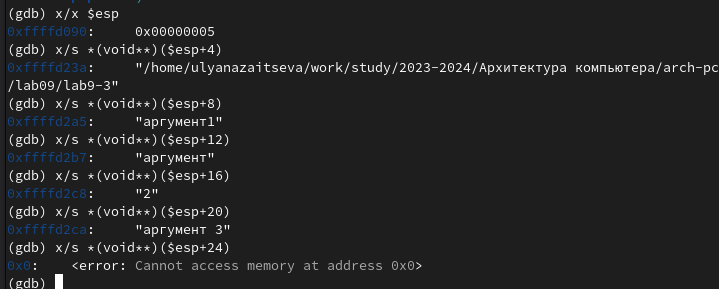 (gdb) x/x $esp
0xffffd090:     0x00000005
(gdb) x/s *(void**)($esp+4)
0xffffd23a:     "/home/ulyanazaitseva/work/study/2023-2024/Архитектура компьютера/arch-pc
/lab09/lab9-3"
(gdb) x/s *(void**)($esp+8)
0xffffd2a5:     "аргумент1"
(gdb) x/s *(void**)($esp+12)
0xffffd2b7:     "аргумент"
(gdb) x/s *(void**)($esp+16)
0xffffd2c8:     "2"
(gdb) x/s *(void**)($esp+20)
0xffffd2ca:     "аргумент 3"
(gdb) x/s *(void**)($esp+24)
0x0:    <error: Cannot access memory at address 0x0>
(gdb)